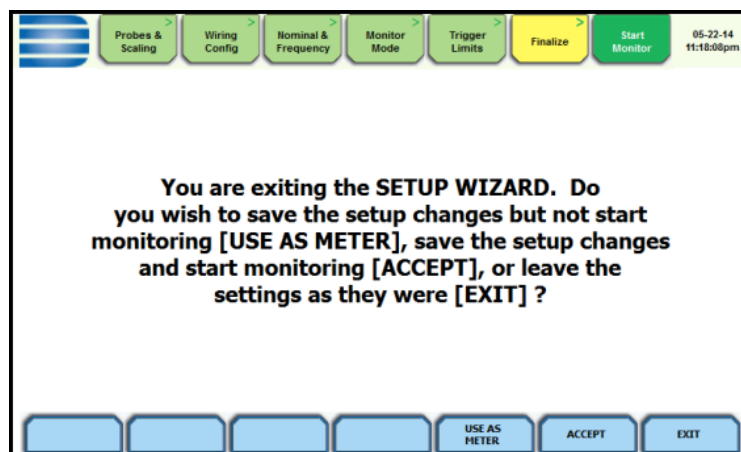 Probes & Scaling >
Wiring Config >
Nominal & Frequency >
Monitor Mode >
Trigger Limits >
Finalize >
Start Monitor
05-22-14
11:18:08pm
You are exiting the SETUP WIZARD. Do
you wish to save the setup changes but not start
monitoring [USE AS METER], save the setup changes
and start monitoring [ACCEPT], or leave the
settings as they were [EXIT] ?
USE AS
METER
ACCEPT
EXIT